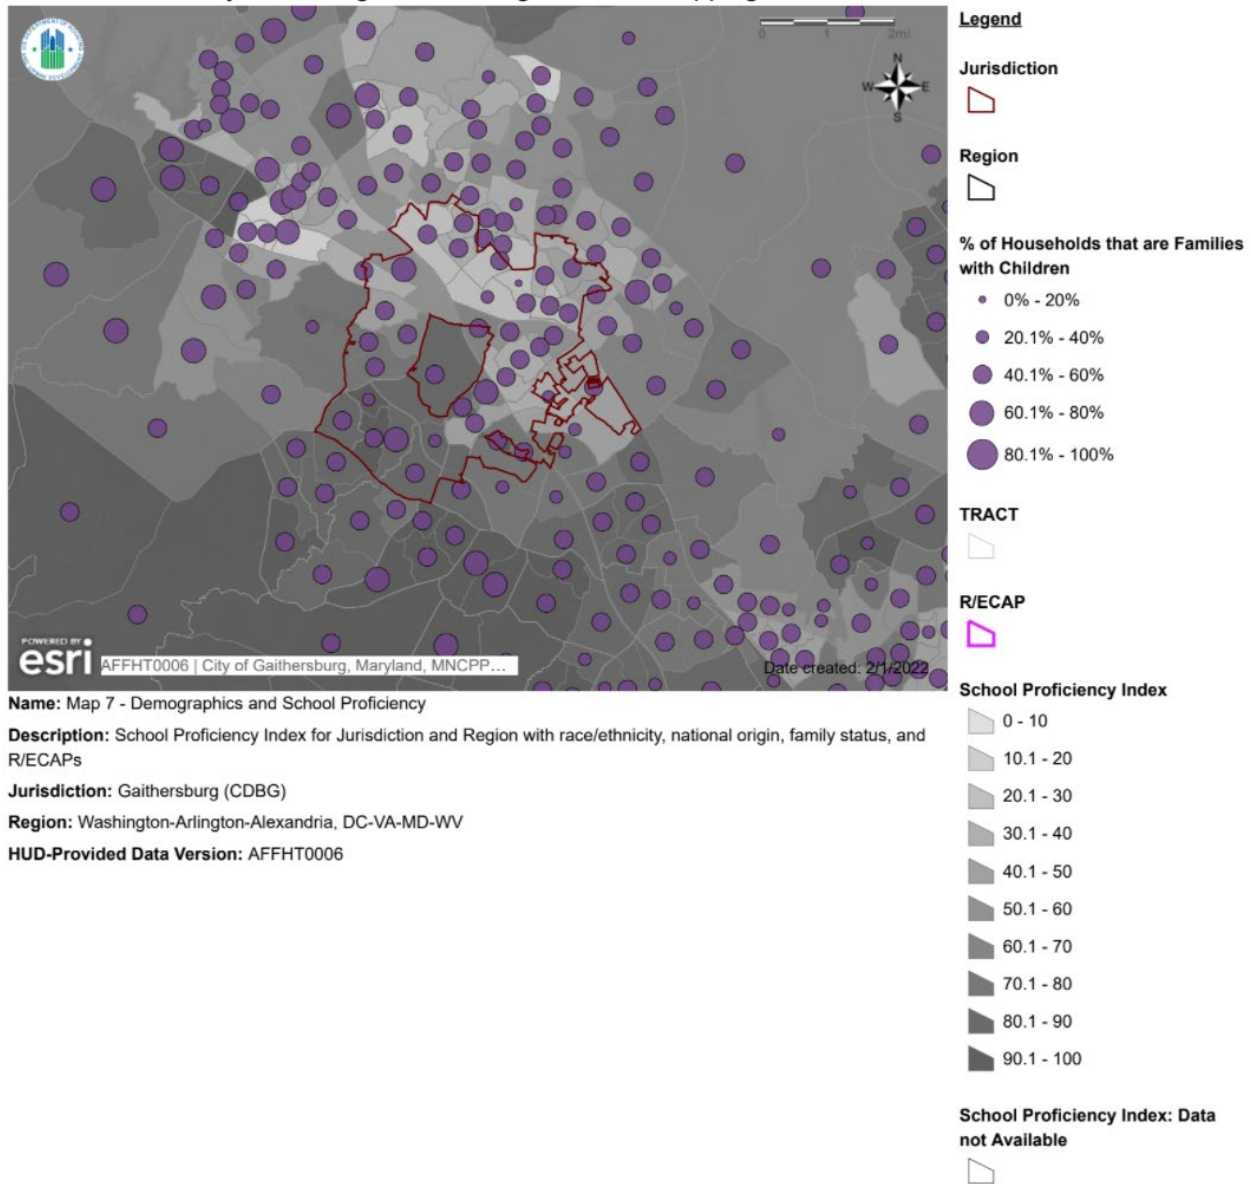 0 1 2mi
N
W E
S
Legend
Jurisdiction
Region
% of Households that are Families
with Children
0% - 20%
20.1% - 40%
40.1% - 60%
60.1% - 80%
80.1% - 100%
TRACT
R/ECAP
School Proficiency Index
0 - 10
10.1 - 20
20.1 - 30
30.1 - 40
40.1 - 50
50.1 - 60
60.1 - 70
70.1 - 80
80.1 - 90
90.1 - 100
School Proficiency Index: Data
not Available
POWERED BY
esri
AFFHT0006 | City of Gaithersburg, Maryland, MNCPP...
Date created: 2/1/2022
Name: Map 7 - Demographics and School Proficiency
Description: School Proficiency Index for Jurisdiction and Region with race/ethnicity, national origin, family status, and
R/ECAPs
Jurisdiction: Gaithersburg (CDBG)
Region: Washington-Arlington-Alexandria, DC-VA-MD-WV
HUD-Provided Data Version: AFFHT0006